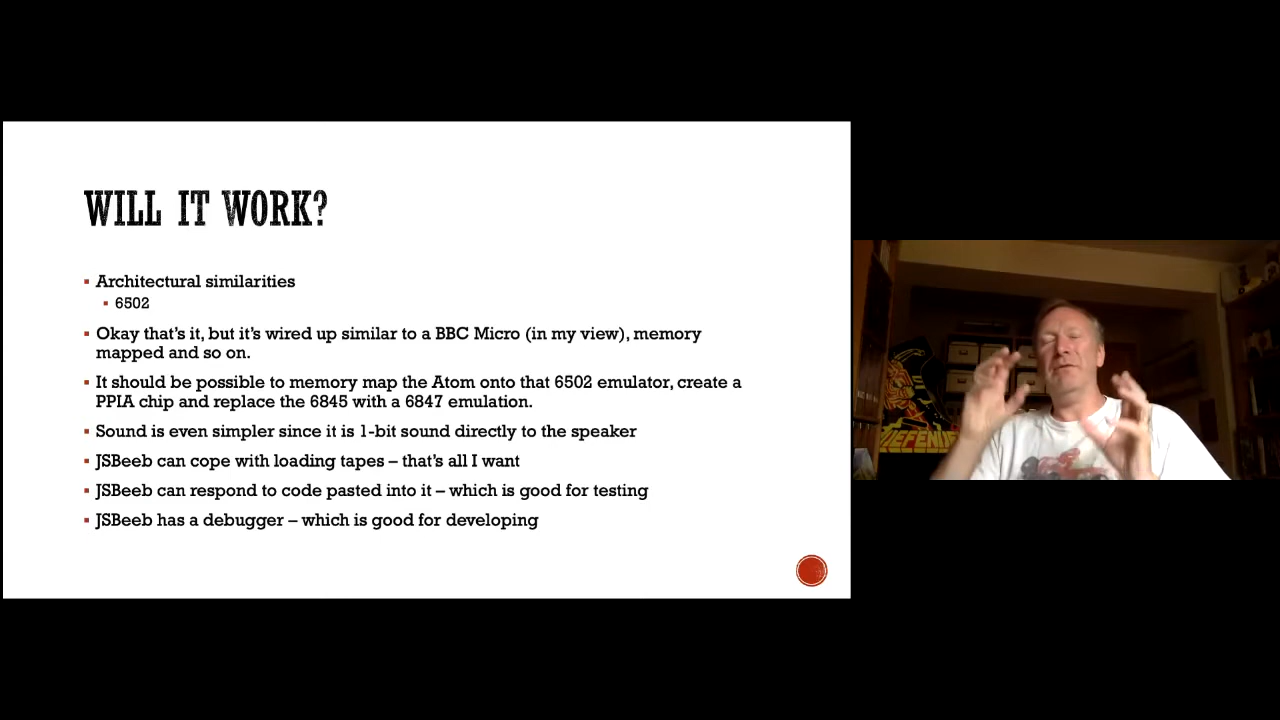 WILL IT WORK?
▪ Architectural similarities
▪ 6502
▪ Okay that's it, but it's wired up similar to a BBC Micro (in my view), memory
mapped and so on.
▪ It should be possible to memory map the Atom onto that 6502 emulator, create a
PPIA chip and replace the 6845 with a 6847 emulation.
▪ Sound is even simpler since it is 1-bit sound directly to the speaker
▪ JSBeeb can cope with loading tapes – that's all I want
▪ JSBeeb can respond to code pasted into it – which is good for testing
▪ JSBeeb has a debugger – which is good for developing
DEFENDE